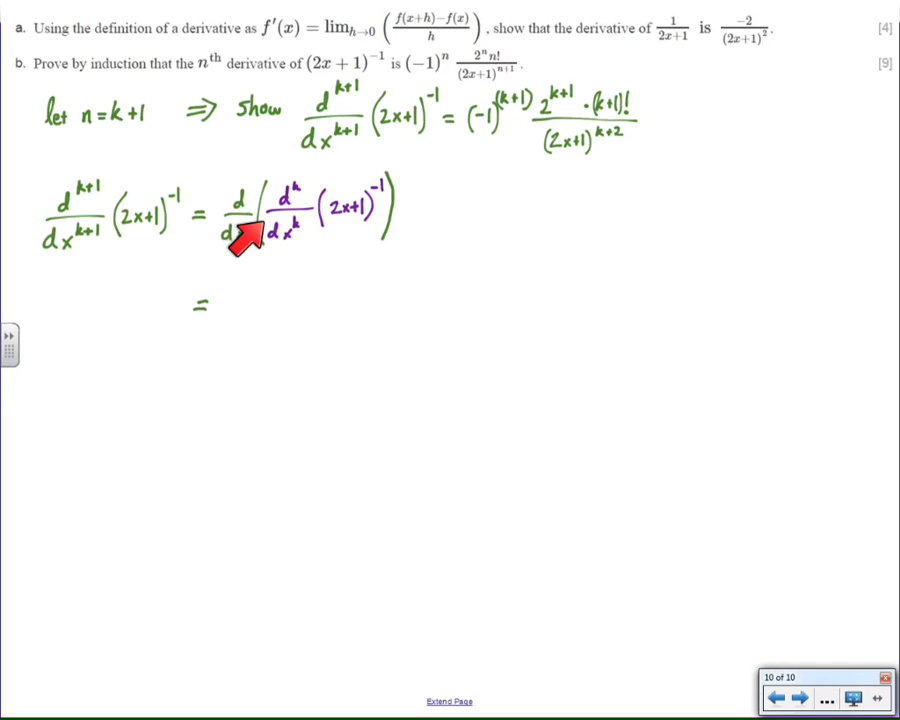 a. Using the definition of a derivative as f′(x) = lim_{h→0} ( (f(x+h)−f(x))/h ) , show that the derivative of 1/(2x+1) is −2/(2x+1)^2 . [4]
b. Prove by induction that the n^th derivative of (2x + 1)^−1 is (−1)^n 2^n n!/(2x+1)^{n+1} . [9]
let n=k+1 ⇒ show d^{k+1}/dx^{k+1} (2x+1)^-1 = (-1)^(k+1) 2^{k+1} · (k+1)!/(2x+1)^{k+2}
d^{k+1}/dx^{k+1} (2x+1)^-1 = d/d ( d^k/dx^k (2x+1)^-1 )
=
Extend Page
10 of 10
...